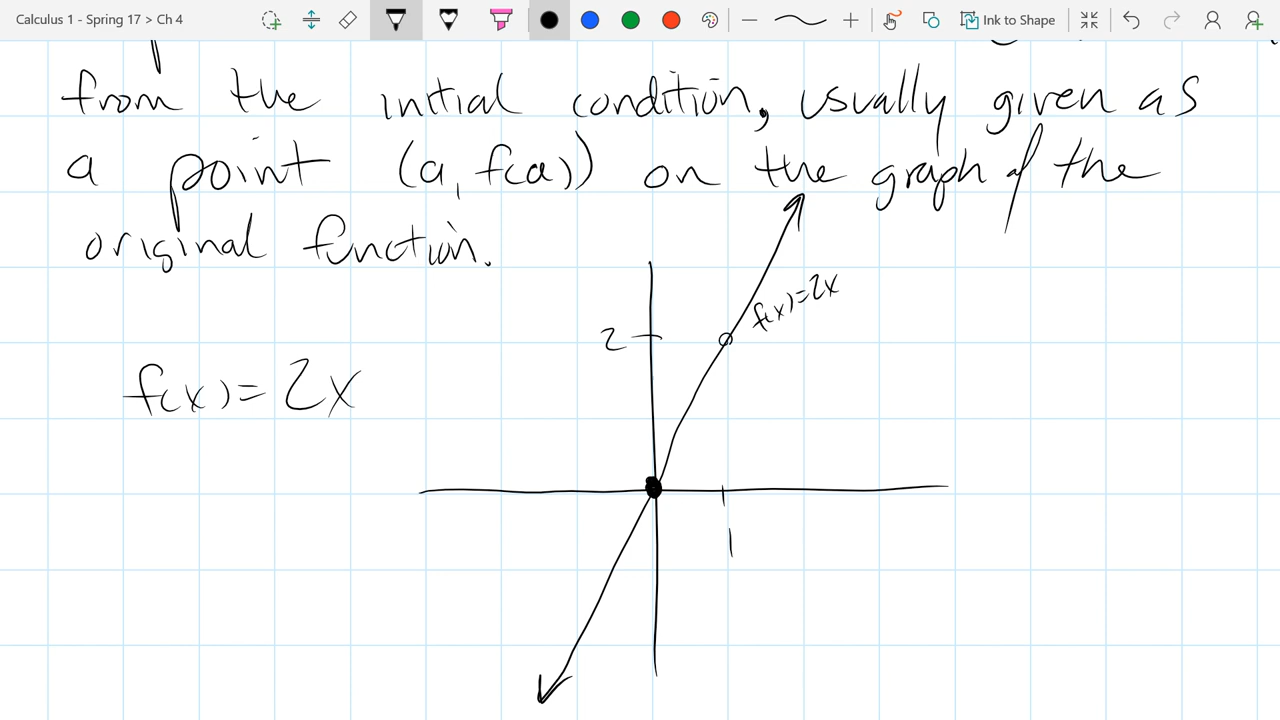 Calculus 1 - Spring 17 > Ch 4
Ink to Shape
from the initial condition, usually given as
a point (a, f(a)) on the graph of the
original function.
f(x)=2x
2
f(x)= 2x
1